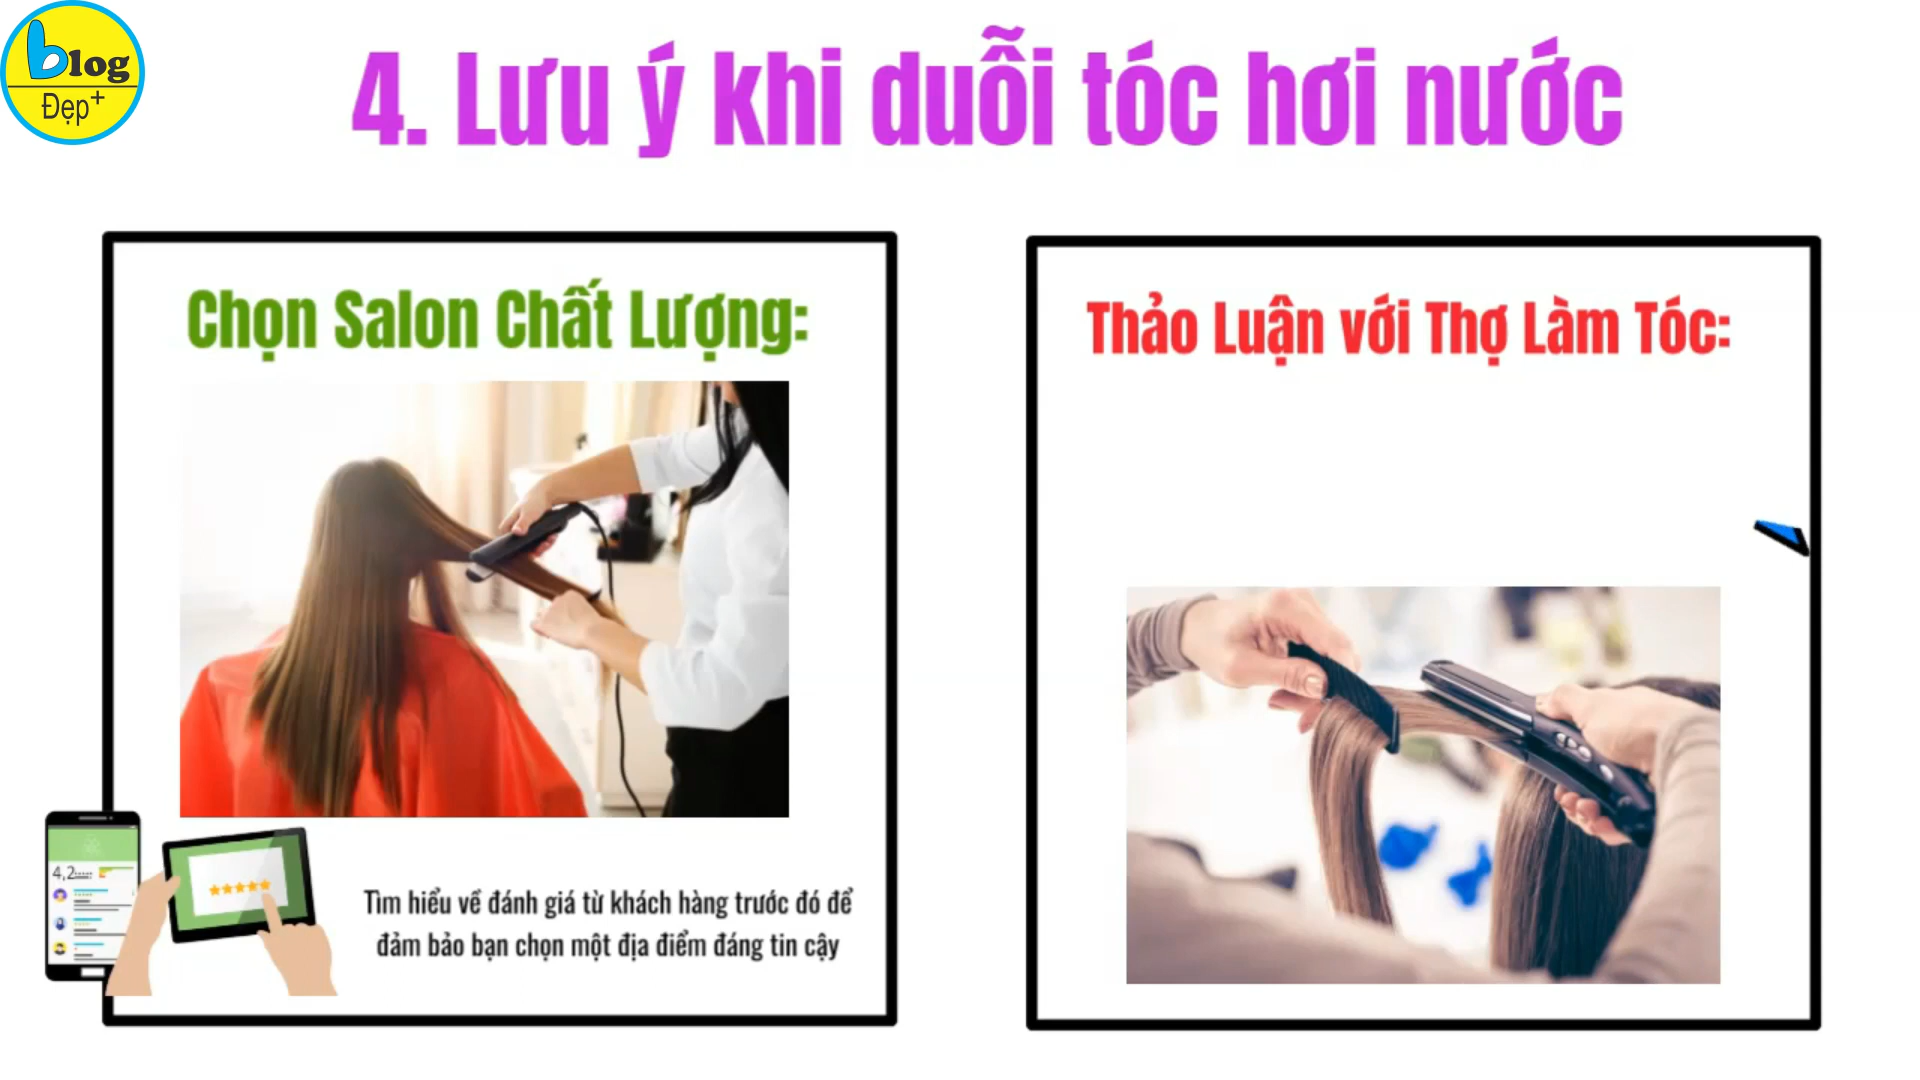 blog
Đẹp+
4. Lưu ý khi duỗi tóc hơi nước
Chọn Salon Chất Lượng:
Thảo Luận với Thợ Làm Tóc:
4,2
Tìm hiểu về đánh giá từ khách hàng trước đó để
đảm bảo bạn chọn một địa điểm đáng tin cậy